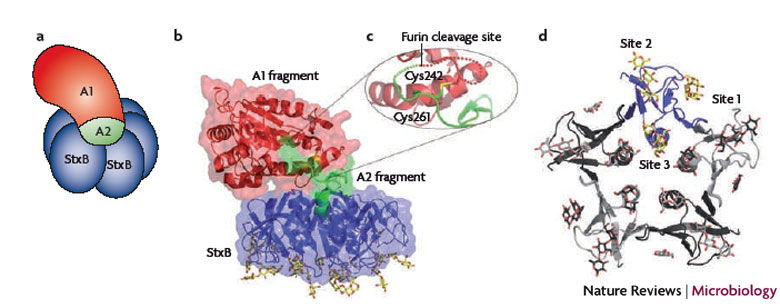 a
A1
A2
StxB
StxB
b
A1 fragment
A2 fragment
StxB
c
Furin cleavage site
Cys242
Cys261
d
Site 2
Site 1
Site 3
Nature Reviews | Microbiology